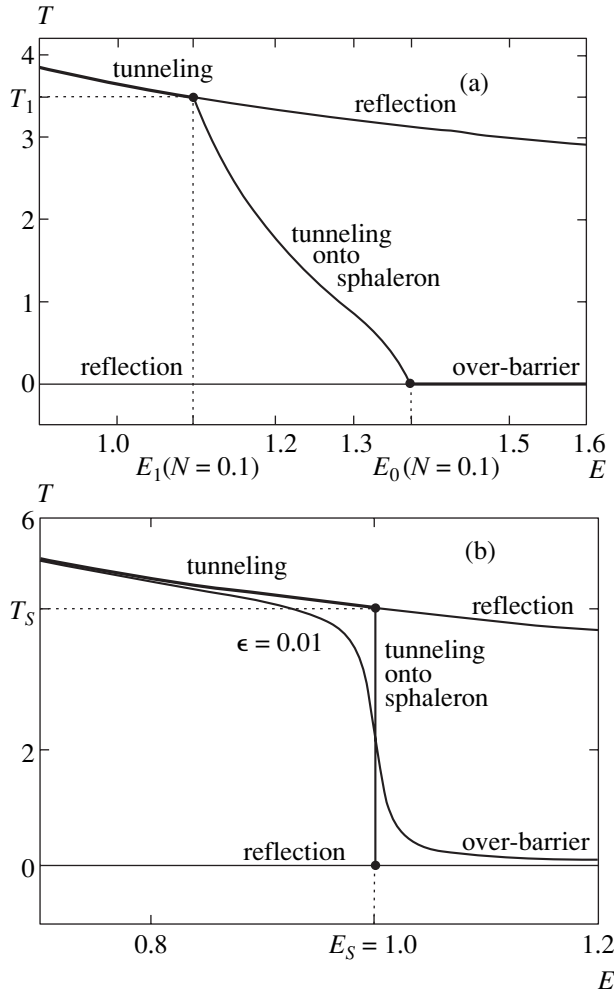 T
4
tunneling
(a)
T1
reflection
3
2
tunneling
onto
sphaleron
1
reflection
over-barrier
0
1.0
1.2
1.3
1.5
1.6
E1(N = 0.1)
E0(N = 0.1)
E
T
6
tunneling
(b)
TS
reflection
ϵ = 0.01
tunneling
onto
sphaleron
2
reflection
over-barrier
0
0.8
ES = 1.0
1.2
E